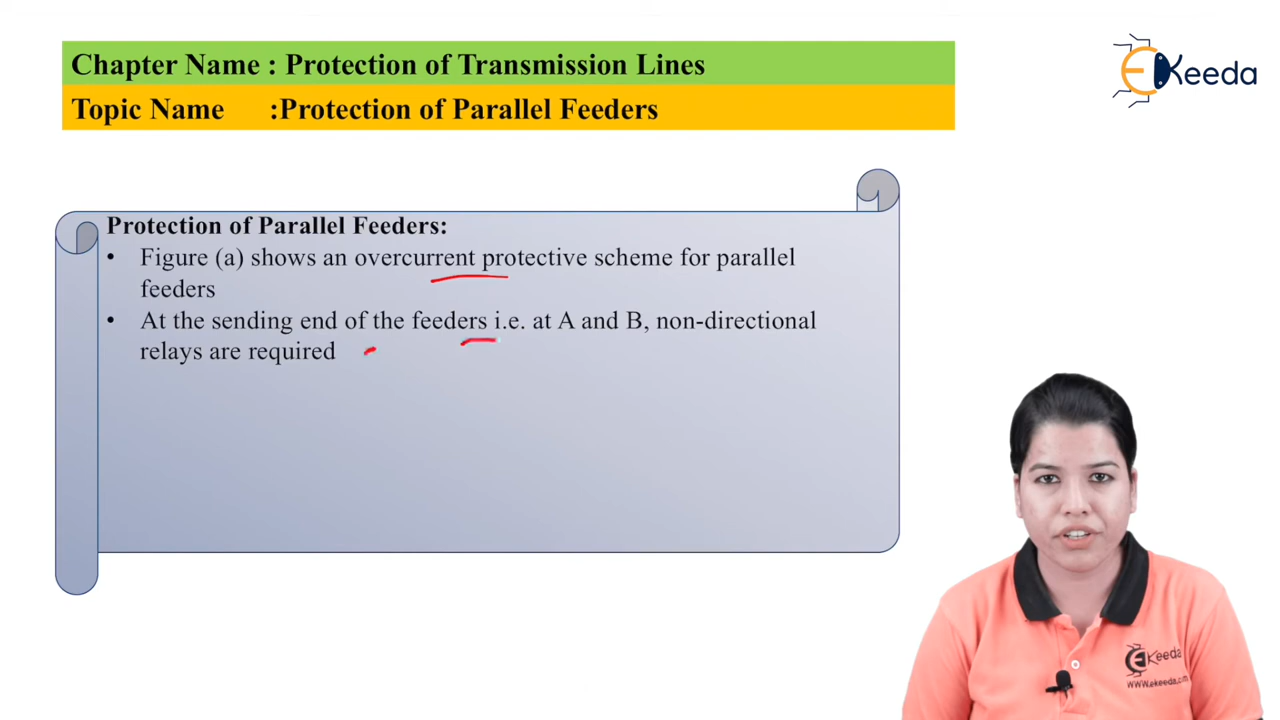 Chapter Name : Protection of Transmission Lines
Topic Name :Protection of Parallel Feeders
EKeeda
Protection of Parallel Feeders:
• Figure (a) shows an overcurrent protective scheme for parallel
feeders
• At the sending end of the feeders i.e. at A and B, non-directional
relays are required
EKeeda
www.ekeeda.com